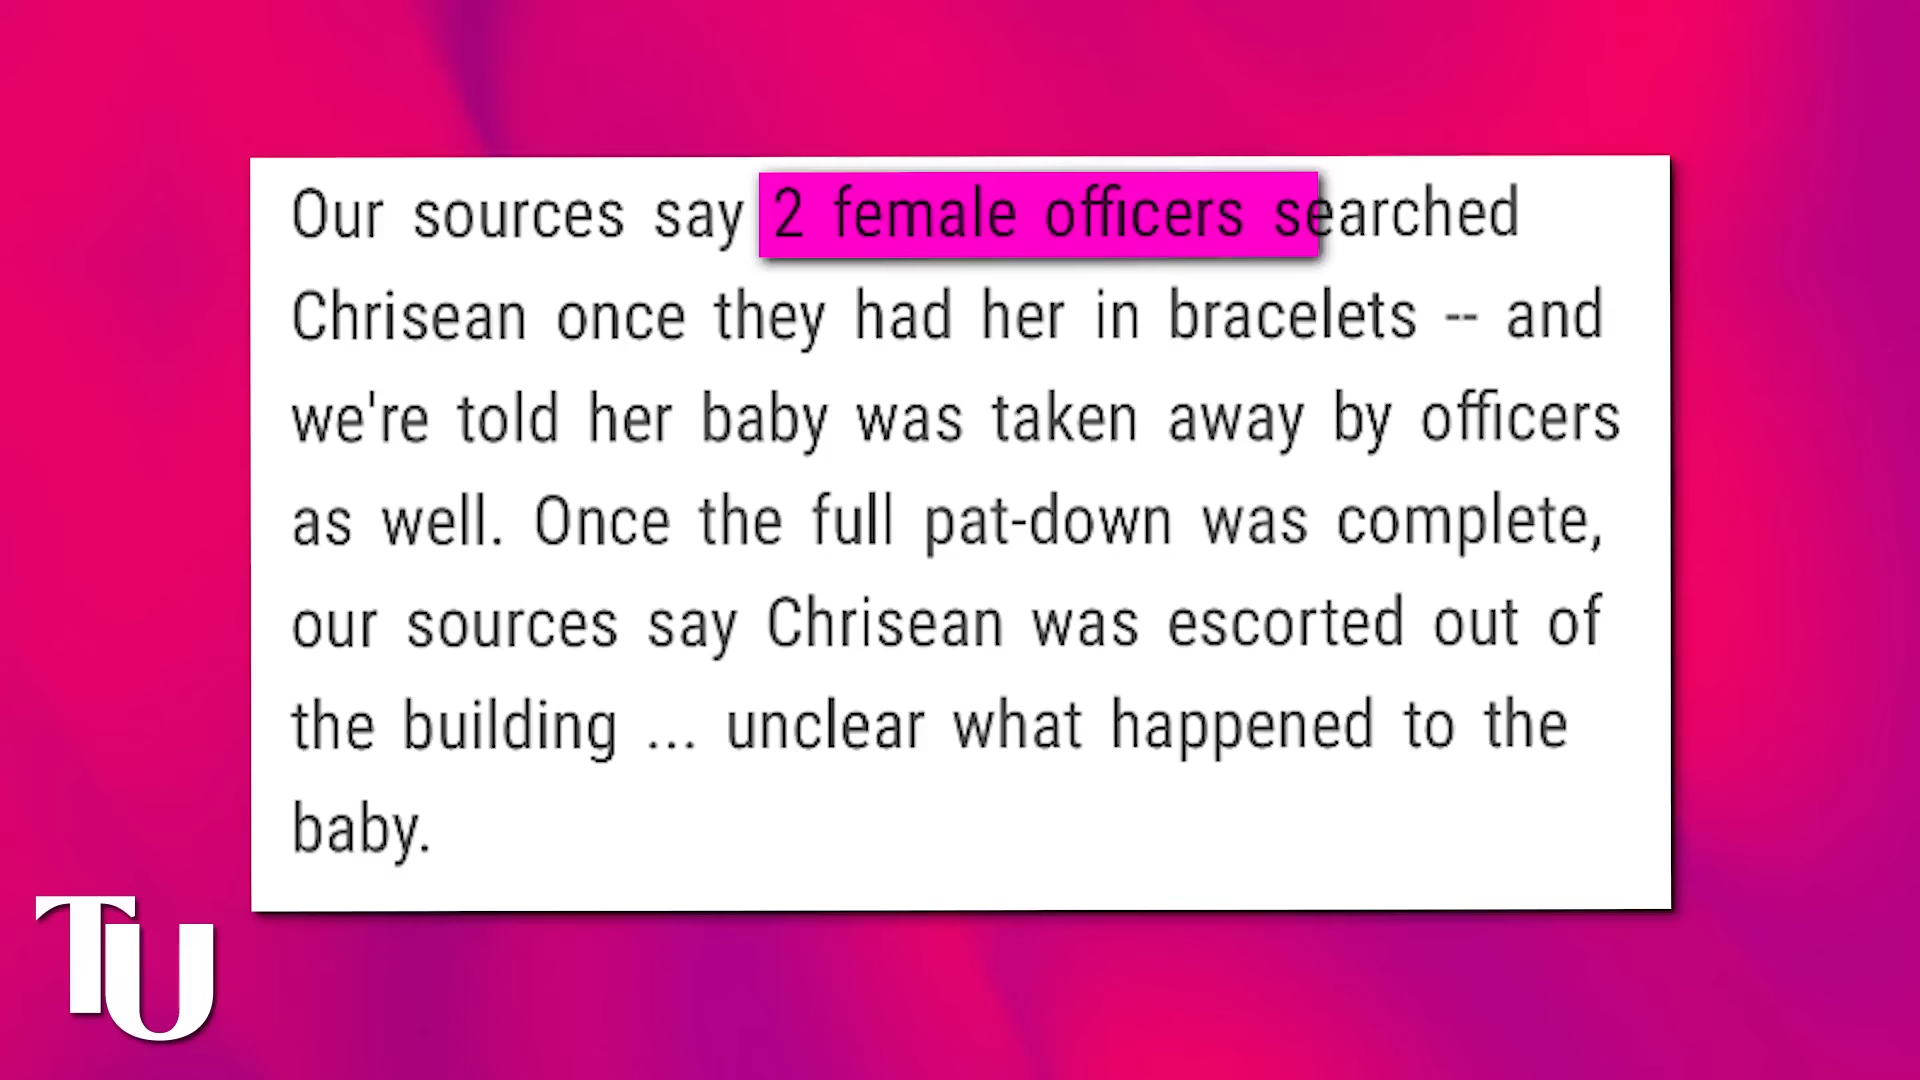 Our sources say 2 female officers searched
Chrisean once they had her in bracelets -- and
we're told her baby was taken away by officers
as well. Once the full pat-down was complete,
our sources say Chrisean was escorted out of
the building ... unclear what happened to the
baby.
TU